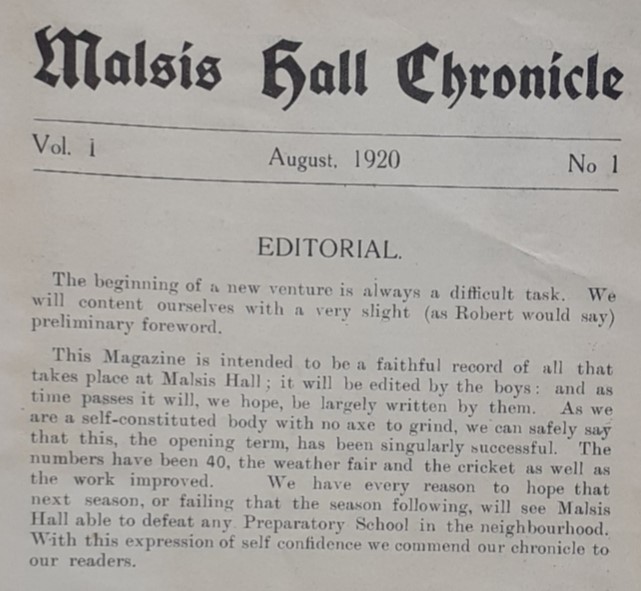 Malsis Hall Chronicle
Vol. i August, 1920 No 1
EDITORIAL.
The beginning of a new venture is always a difficult task. We
will content ourselves with a very slight (as Robert would say)
preliminary foreword.
This Magazine is intended to be a faithful record of all that
takes place at Malsis Hall; it will be edited by the boys: and as
time passes it will, we hope, be largely written by them. As we
are a self-constituted body with no axe to grind, we can safely say
that this, the opening term, has been singularly successful. The
numbers have been 40, the weather fair and the cricket as well as
the work improved. We have every reason to hope that
next season, or failing that the season following, will see Malsis
Hall able to defeat any Preparatory School in the neighbourhood.
With this expression of self confidence we commend our chronicle to
our readers.